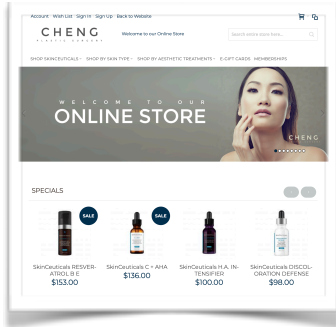 Account · Wish List · Sign In · Sign Up · Back to Website
CHENG
PLASTIC SURGERY
Welcome to our Online Store
Search entire store here...
SHOP SKINCEUTICALS SHOP BY SKIN TYPE SHOP BY AESTHETIC TREATMENTS E-GIFT CARDS MEMBERSHIPS
WELCOME TO OUR
ONLINE STORE
CHENG
SPECIALS
SALE
SALE
SkinCeuticals RESVER-
ATROL B E
$153.00
SkinCeuticals C + AHA
$136.00
SkinCeuticals H.A. IN-
TENSIFIER
$100.00
SkinCeuticals DISCOL-
ORATION DEFENSE
$98.00